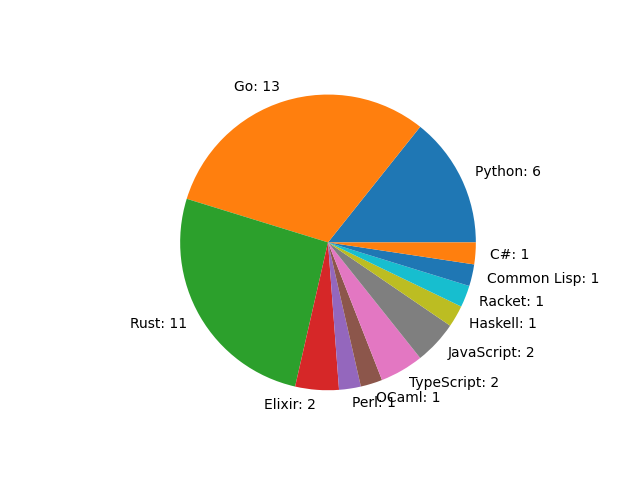 Go: 13
Python: 6
C#: 1
Common Lisp: 1
Racket: 1
Haskell: 1
Rust: 11
JavaScript: 2
TypeScript: 2
OCaml: 1
Perl: 1
Elixir: 2